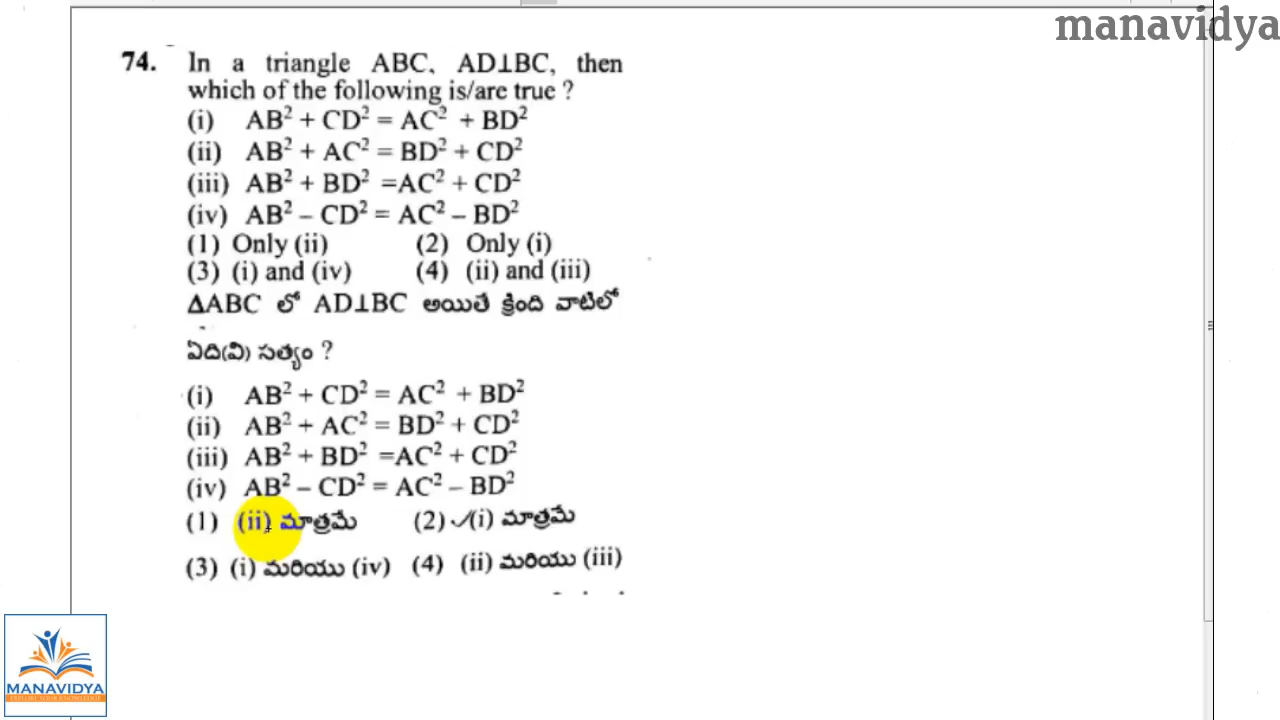 manavidya
74. In a triangle ABC, AD⊥BC, then
which of the following is/are true ?
(i) AB² + CD² = AC² + BD²
(ii) AB² + AC² = BD² + CD²
(iii) AB² + BD² =AC² + CD²
(iv) AB² – CD² = AC² – BD²
(1) Only (ii) (2) Only (i)
(3) (i) and (iv) (4) (ii) and (iii)
ΔABC లో AD⊥BC అయితే క్రింది వాటిలో
ఏది(వి) సత్యం ?
(i) AB² + CD² = AC² + BD²
(ii) AB² + AC² = BD² + CD²
(iii) AB² + BD² =AC² + CD²
(iv) AB² – CD² = AC² – BD²
(1) (ii) మాత్రమే (2) ✓(i) మాత్రమే
(3) (i) మరియు (iv) (4) (ii) మరియు (iii)
MANAVIDYA
EXPLORE YOUR KNOWLEDGE